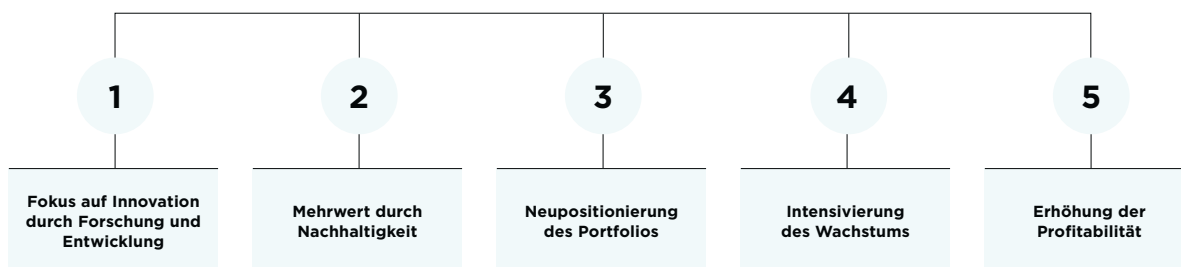 1
2
3
4
5
Fokus auf Innovation
durch Forschung und
Entwicklung
Mehrwert durch
Nachhaltigkeit
Neupositionierung
des Portfolios
Intensivierung
des Wachstums
Erhöhung der
Profitabilität